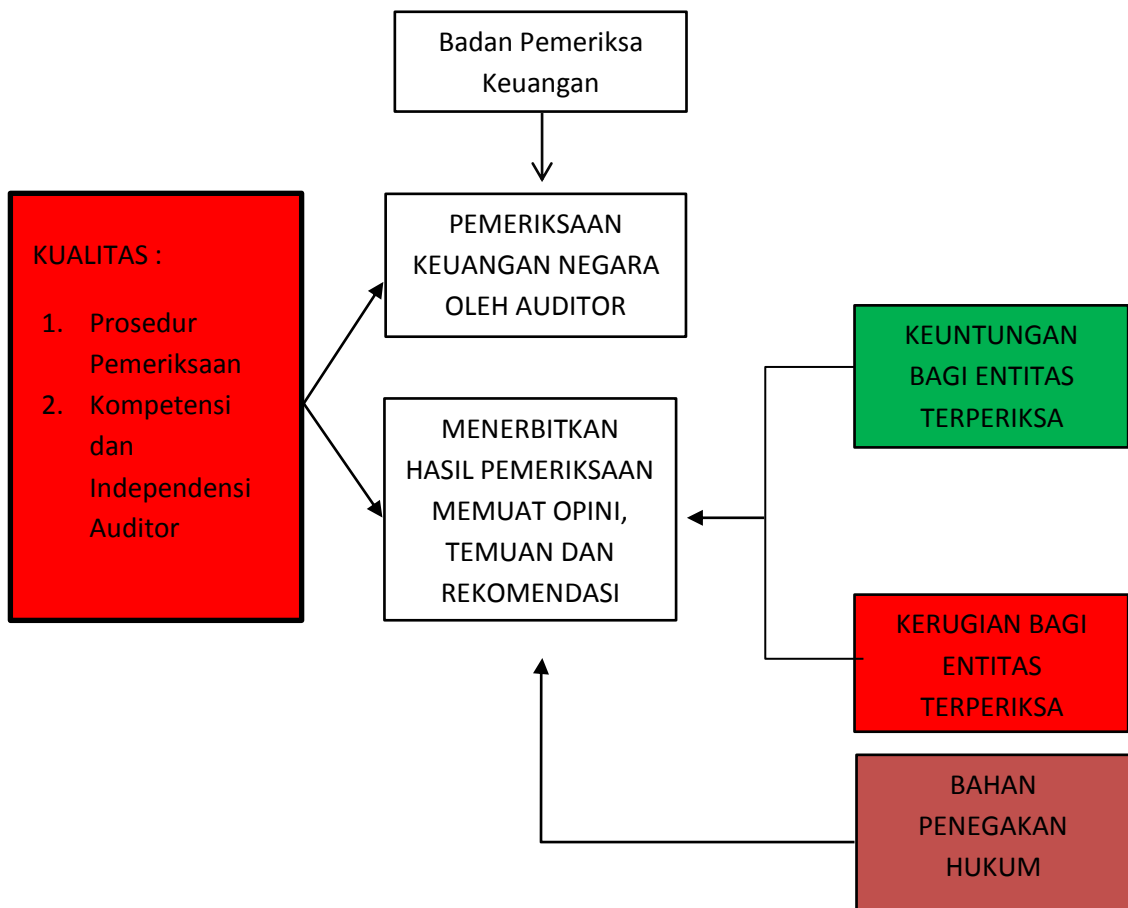 Badan Pemeriksa
Keuangan
KUALITAS :
1. Prosedur
Pemeriksaan
2. Kompetensi
dan
Independensi
Auditor
PEMERIKSAAN
KEUANGAN NEGARA
OLEH AUDITOR
MENERBITKAN
HASIL PEMERIKSAAN
MEMUAT OPINI,
TEMUAN DAN
REKOMENDASI
KEUNTUNGAN
BAGI ENTITAS
TERPERIKSA
KERUGIAN BAGI
ENTITAS
TERPERIKSA
BAHAN
PENEGAKAN
HUKUM